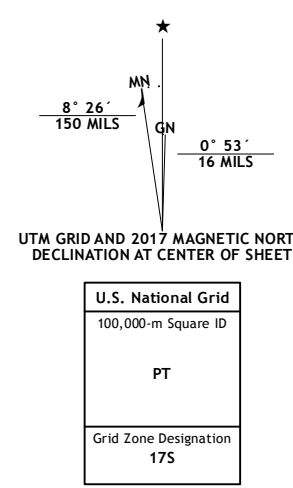 ★
MN
8° 26´
150 MILS
GN
0° 53´
16 MILS
UTM GRID AND 2017 MAGNETIC NORT
DECLINATION AT CENTER OF SHEET
U.S. National Grid
100,000-m Square ID
PT
Grid Zone Designation
17S